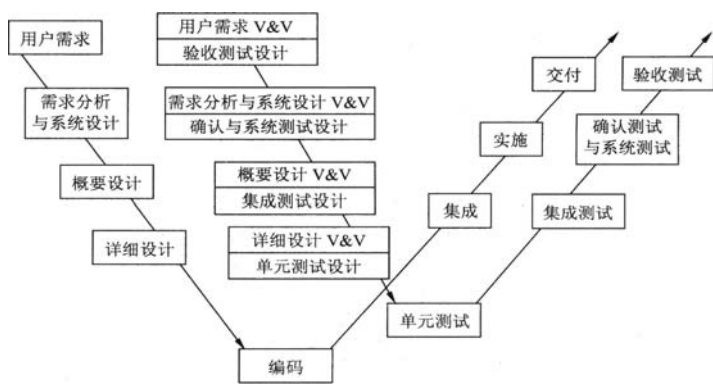 用户需求
需求分析
与系统设计
概要设计
详细设计
编码
用户需求 V&V
验收测试设计
需求分析与系统设计 V&V
确认与系统测试设计
概要设计 V&V
集成测试设计
详细设计 V&V
单元测试设计
单元测试
集成
实施
交付
集成测试
确认测试
与系统测试
验收测试